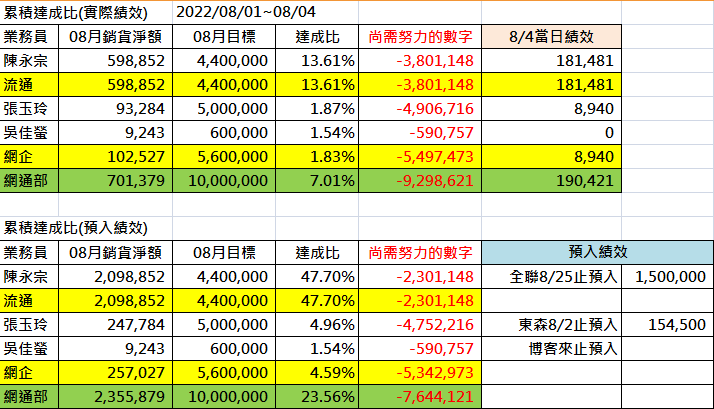 累積達成比(實際績效) 2022/08/01~08/04
業務員 08月銷貨淨額 08月目標 達成比 尚需努力的數字 8/4當日績效
陳永宗 598,852 4,400,000 13.61% -3,801,148 181,481
流通 598,852 4,400,000 13.61% -3,801,148 181,481
張玉玲 93,284 5,000,000 1.87% -4,906,716 8,940
吳佳螢 9,243 600,000 1.54% -590,757 0
網企 102,527 5,600,000 1.83% -5,497,473 8,940
網通部 701,379 10,000,000 7.01% -9,298,621 190,421
累積達成比(預入績效)
業務員 08月銷貨淨額 08月目標 達成比 尚需努力的數字 預入績效
陳永宗 2,098,852 4,400,000 47.70% -2,301,148 全聯8/25止預入 1,500,000
流通 2,098,852 4,400,000 47.70% -2,301,148
張玉玲 247,784 5,000,000 4.96% -4,752,216 東森8/2止預入 154,500
吳佳螢 9,243 600,000 1.54% -590,757 博客來止預入
網企 257,027 5,600,000 4.59% -5,342,973
網通部 2,355,879 10,000,000 23.56% -7,644,121